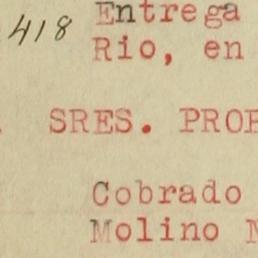 418 Entrega
Rio, en
SRES. PROP
Cobrado
Molino M